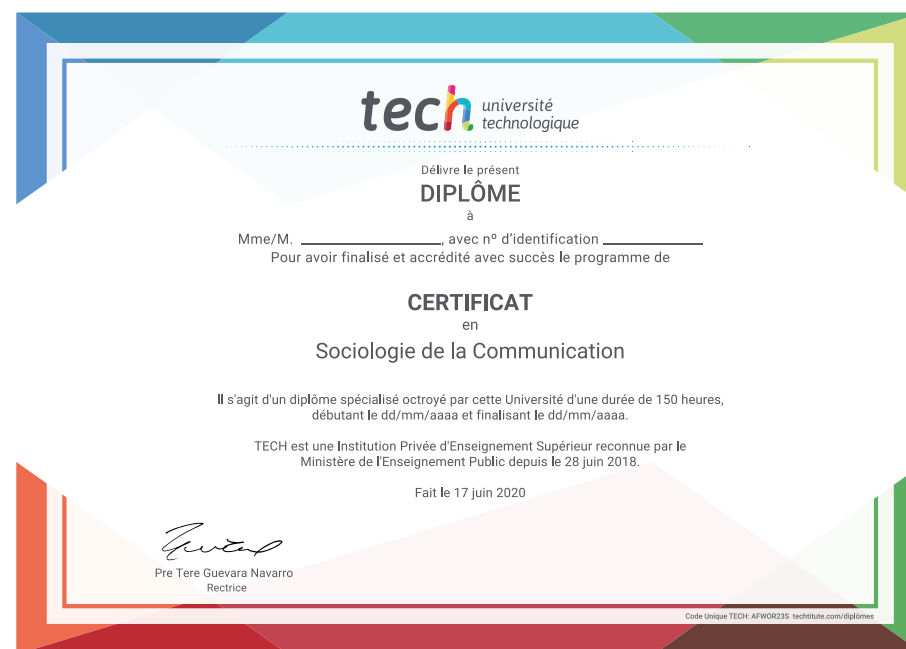 tech université
technologique
Délivre le présent
DIPLÔME
à
Mme/M. ____________________, avec nº d'identification ______________
Pour avoir finalisé et accrédité avec succès le programme de
CERTIFICAT
en
Sociologie de la Communication
Il s'agit d'un diplôme spécialisé octroyé par cette Université d'une durée de 150 heures,
débutant le dd/mm/aaaa et finalisant le dd/mm/aaaa.
TECH est une Institution Privée d'Enseignement Supérieur reconnue par le
Ministère de l'Enseignement Public depuis le 28 juin 2018.
Fait le 17 juin 2020
Pre Tere Guevara Navarro
Rectrice
Code Unique TECH: AFWOR23S techtitute.com/diplômes